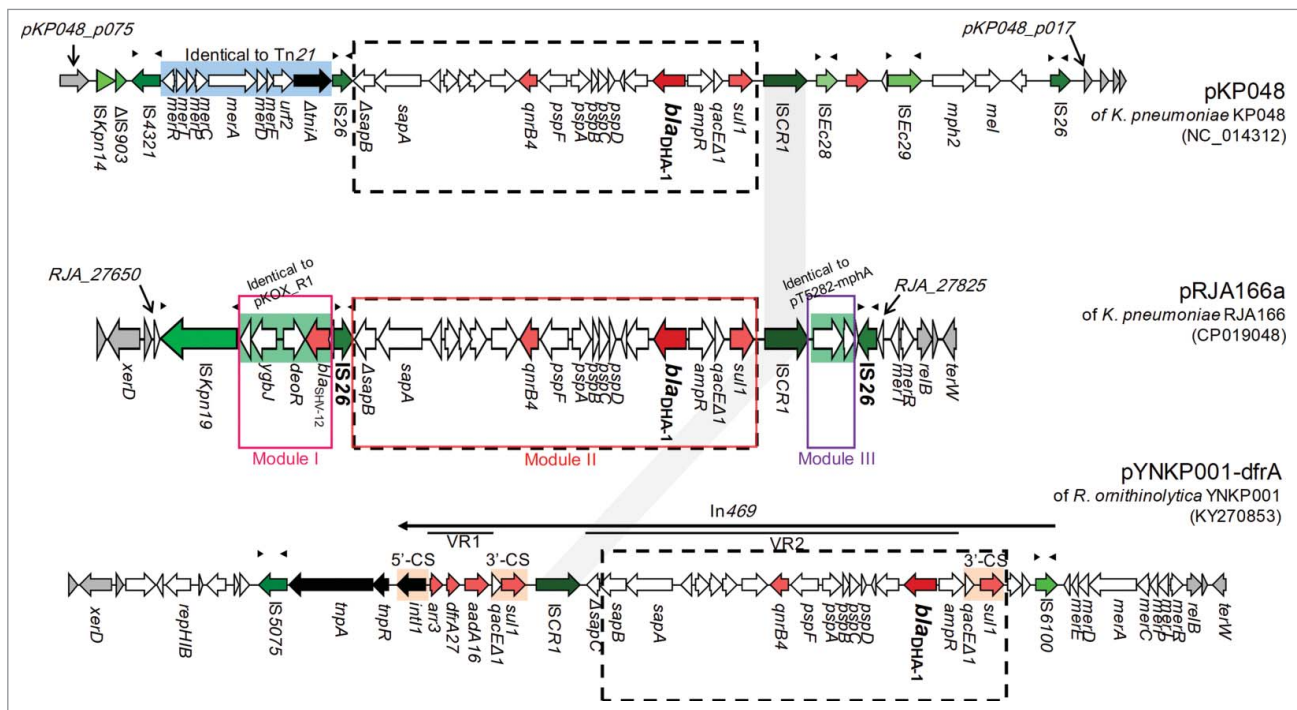 pKP048_p075
pKP048_p017
Identical to Tn21
ISKpn14
ΔIS903
IS4321
merR
merT
merP
merC
merA
merD
merE
urf2
ΔtniA
IS26
ΔsapB
sapA
qnrB4
pspF
pspA
pspB
pspC
pspD
blaDHA-1
ampR
qacEΔ1
sul1
ISCR1
ISEc28
ISEc29
mph2
mel
IS26
pKP048
of K. pneumoniae KP048
(NC_014312)
RJA_27650
Identical to
pKOX_R1
Identical to
pT5282-mphA
RJA_27825
xerD
ISKpn19
ygbJ
deoR
blaSHV-12
IS26
ΔsapB
sapA
qnrB4
pspF
pspA
pspB
pspC
pspD
blaDHA-1
ampR
qacEΔ1
sul1
ISCR1
IS26
merT
merR
relB
terW
pRJA166a
of K. pneumoniae RJA166
(CP019048)
Module I
Module II
Module III
pYNKP001-dfrA
of R. ornithinolytica YNKP001
(KY270853)
In469
VR1
VR2
5'-CS
3'-CS
3'-CS
xerD
repHIB
IS5075
tnpA
tnpR
intI1
arr3
dfrA27
aadA16
qacEΔ1
sul1
ISCR1
ΔsapC
sapB
sapA
qnrB4
pspF
pspA
pspB
pspC
pspD
blaDHA-1
ampR
qacEΔ1
sul1
IS6100
merE
merD
merA
merC
merP
merT
merR
relB
terW